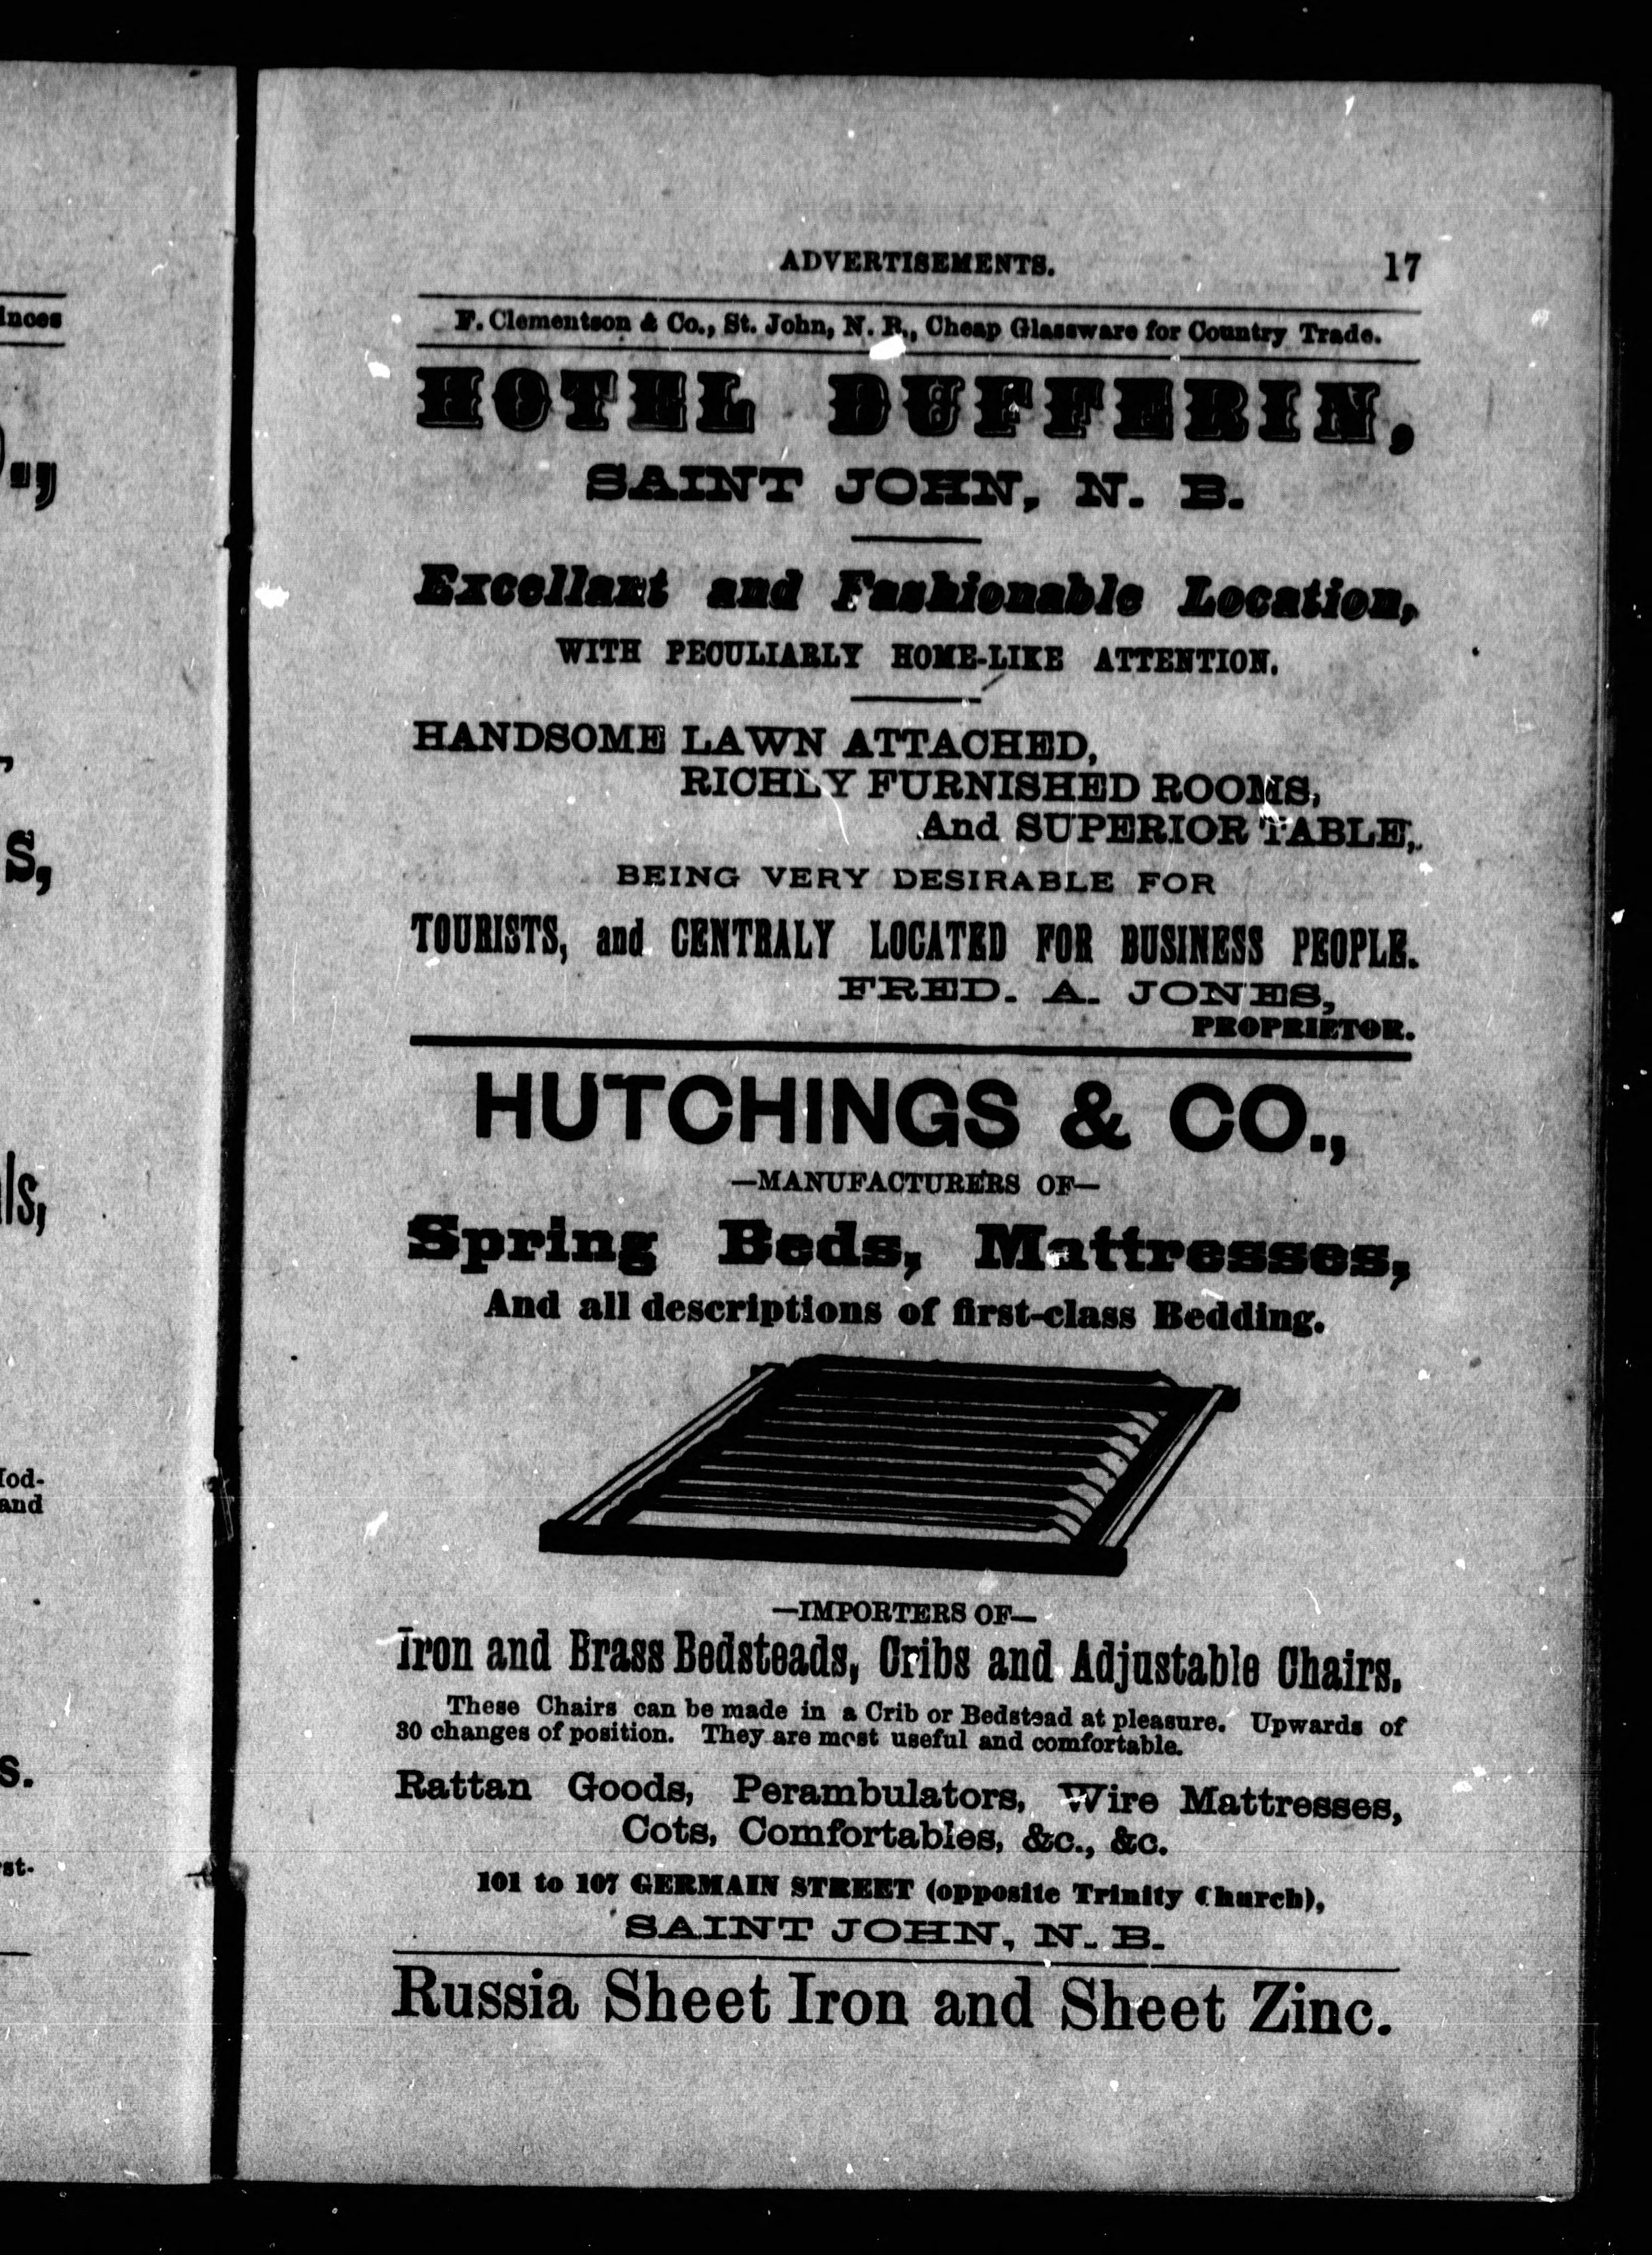 inces
.,
,
s,
ls,
and
s.
st-
ADVERTISEMENTS.
17
F. Clementson & Co., St. John, N. B., Cheap Glassware for Country Trade.
HOTEL DUFFERIN,
SAINT JOHN, N. B.
Excellant and Fashionable Location,
WITH PECULIARLY HOME-LIKE ATTENTION.
HANDSOME LAWN ATTACHED,
RICHLY FURNISHED ROOMS,
And SUPERIOR TABLE,
BEING VERY DESIRABLE FOR
TOURISTS, and CENTRALY LOCATED FOR BUSINESS PEOPLE.
FRED. A. JONES,
PROPRIETOR.
HUTCHINGS & CO.,
—MANUFACTURERS OF—
Spring Beds, Mattresses,
And all descriptions of first-class Bedding.
—IMPORTERS OF—
Iron and Brass Bedsteads, Cribs and Adjustable Chairs.
These Chairs can be made in a Crib or Bedstead at pleasure. Upwards of
30 changes of position. They are most useful and comfortable.
Rattan Goods, Perambulators, Wire Mattresses,
Cots, Comfortables, &c., &c.
101 to 107 GERMAIN STREET (opposite Trinity Church),
SAINT JOHN, N. B.
Russia Sheet Iron and Sheet Zinc.